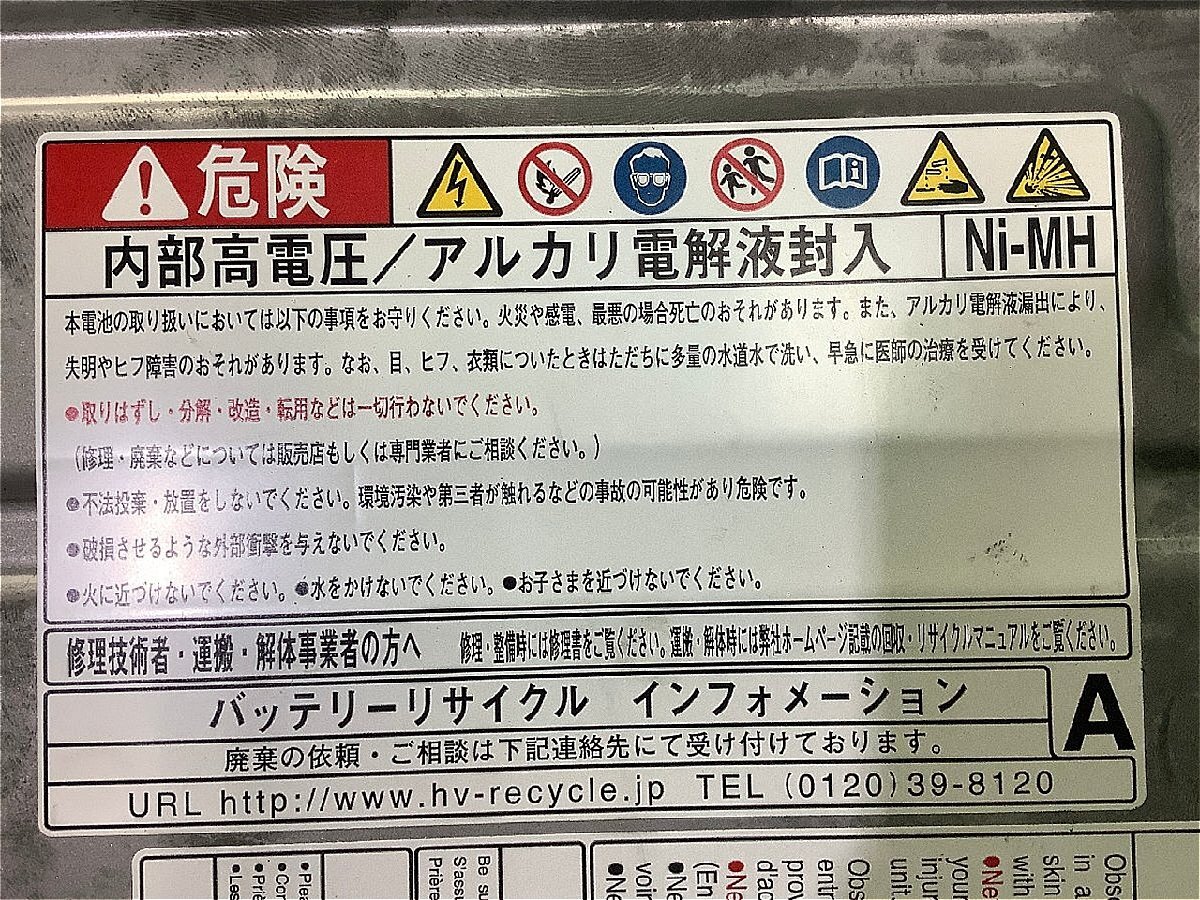 危険
内部高電圧／アルカリ電解液封入
Ni-MH
本電池の取り扱いにおいては以下の事項をお守りください。火災や感電、最悪の場合死亡のおそれがあります。また、アルカリ電解液漏出により、
失明やヒフ障害のおそれがあります。なお、目、ヒフ、衣類についたときはただちに多量の水道水で洗い、早急に医師の治療を受けてください。
●取りはずし・分解・改造・転用などは一切行わないでください。
（修理・廃棄などについては販売店もしくは専門業者にご相談ください。）
●不法投棄・放置をしないでください。環境汚染や第三者が触れるなどの事故の可能性があり危険です。
●破損させるような外部衝撃を与えないでください。
●火に近づけないでください。●水をかけないでください。●お子さまを近づけないでください。
修理技術者・運搬・解体事業者の方へ 修理・整備時には修理書をご覧ください。運搬・解体時には弊社ホームページ記載の回収・リサイクルマニュアルをご覧ください。
バッテリーリサイクル インフォメーション
A
廃棄の依頼・ご相談は下記連絡先にて受け付けております。
URL http://www.hv-recycle.jp TEL (0120)39-8120